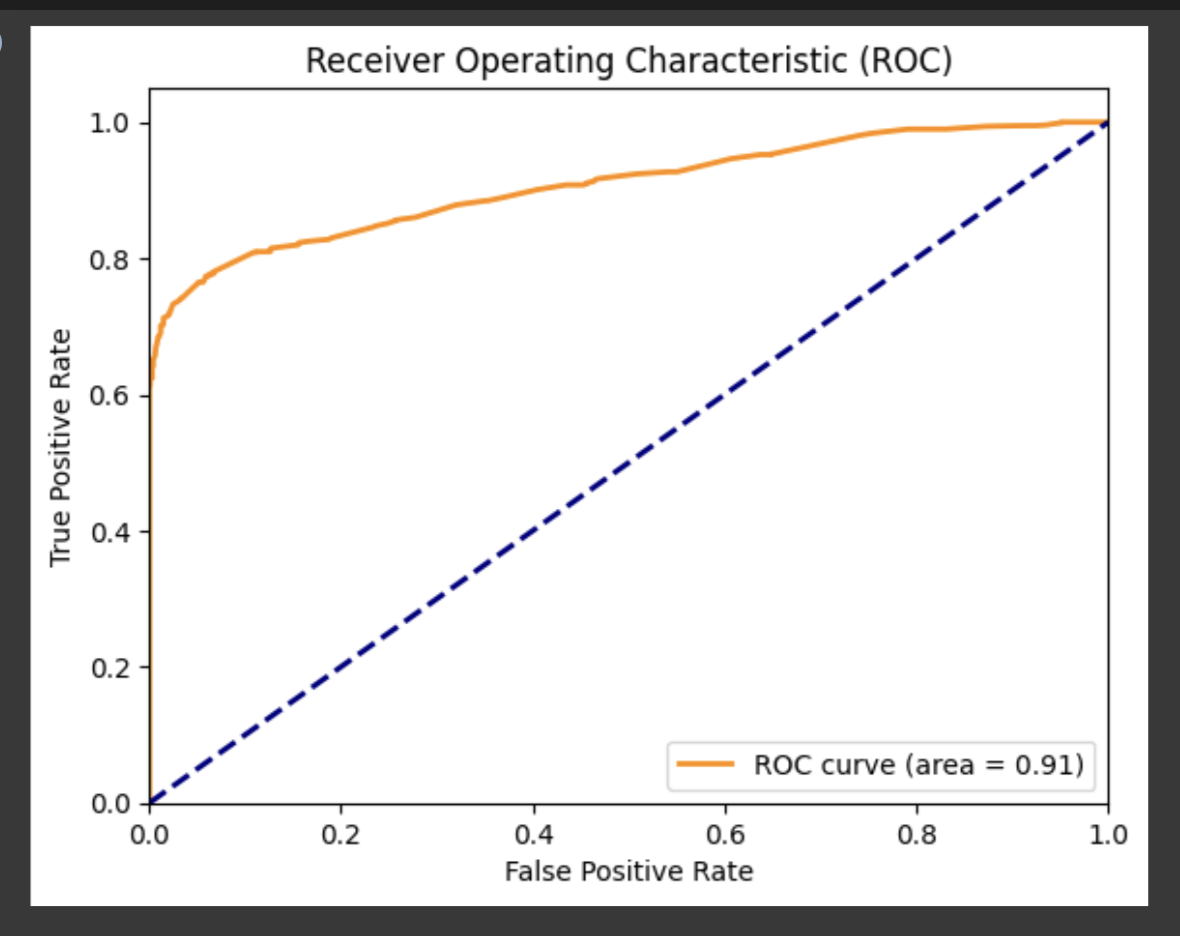 Receiver Operating Characteristic (ROC)
1.0
0.8
0.6
0.4
0.2
0.0
True Positive Rate
ROC curve (area = 0.91)
0.0 0.2 0.4 0.6 0.8 1.0
False Positive Rate